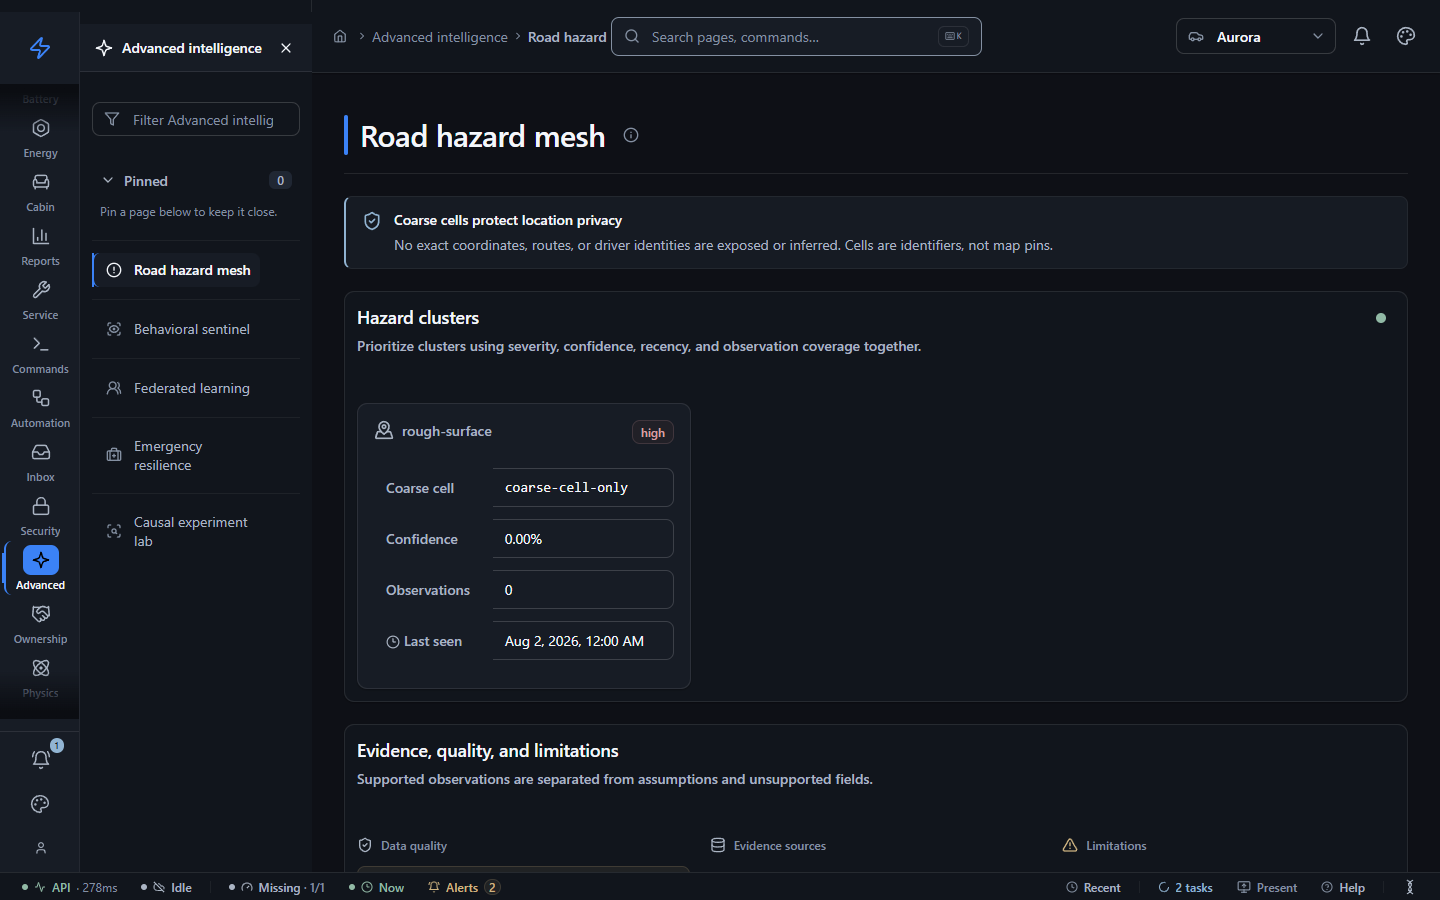 Battery
Energy
Cabin
Reports
Service
Commands
Automation
Inbox
Security
Advanced
Ownership
Physics
1
Advanced intelligence
Filter Advanced intellig
Pinned
0
Pin a page below to keep it close.
Road hazard mesh
Behavioral sentinel
Federated learning
Emergency
resilience
Causal experiment
lab
Advanced intelligence
Road hazard
Search pages, commands...
K
Aurora
Road hazard mesh
Coarse cells protect location privacy
No exact coordinates, routes, or driver identities are exposed or inferred. Cells are identifiers, not map pins.
Hazard clusters
Prioritize clusters using severity, confidence, recency, and observation coverage together.
rough-surface
high
Coarse cell
coarse-cell-only
Confidence
0.00%
Observations
0
Last seen
Aug 2, 2026, 12:00 AM
Evidence, quality, and limitations
Supported observations are separated from assumptions and unsupported fields.
Data quality
Evidence sources
Limitations
API · 278ms
Idle
Missing · 1/1
Now
Alerts 2
Recent
2 tasks
Present
Help